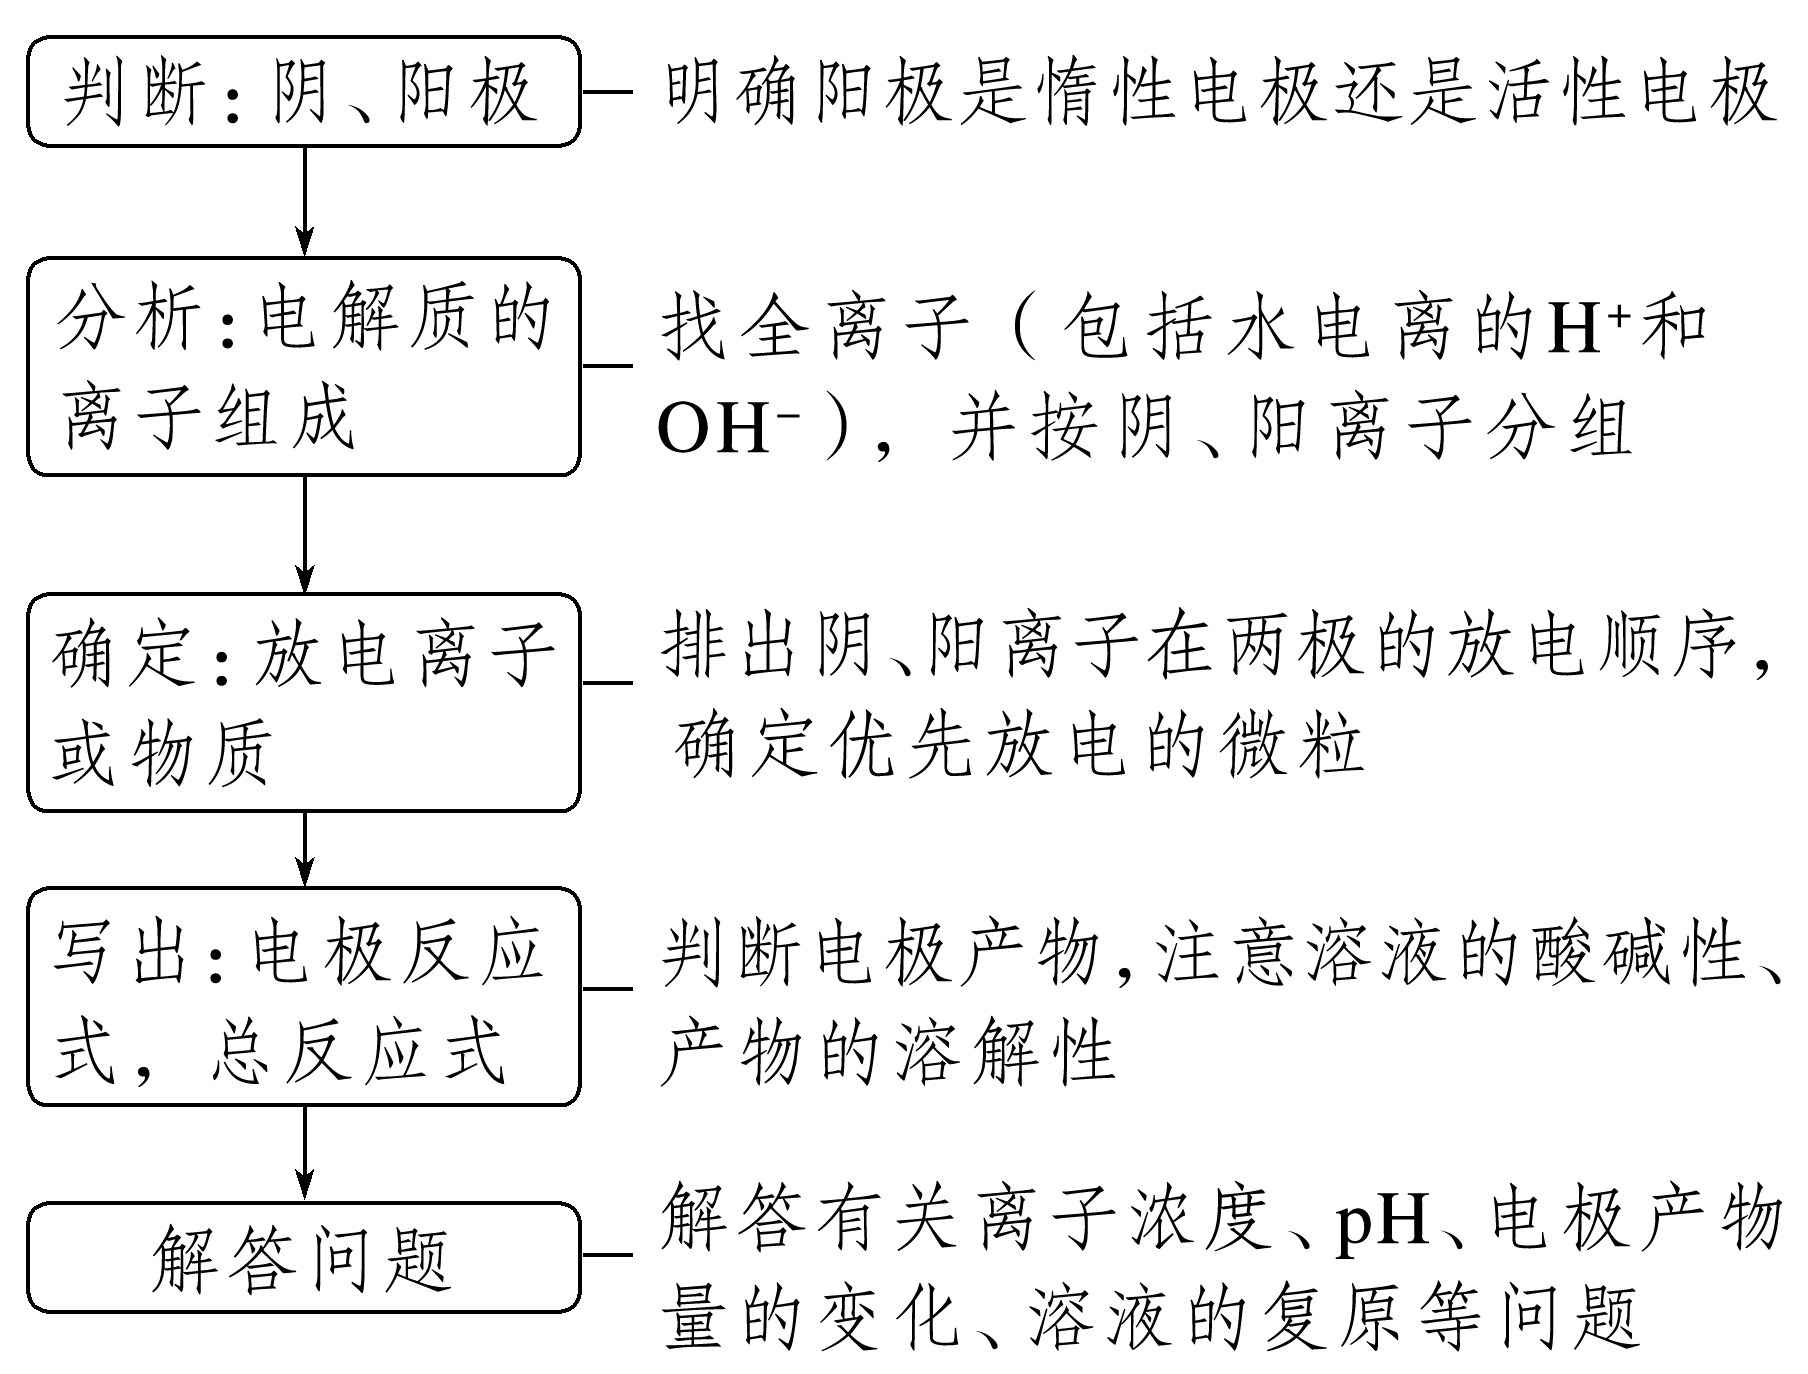 判断：阴、阳极
明确阳极是惰性电极还是活性电极
分析：电解质的
离子组成
找全离子（包括水电离的H⁺和
OH⁻），并按阴、阳离子分组
确定：放电离子
或物质
排出阴、阳离子在两极的放电顺序，
确定优先放电的微粒
写出：电极反应
式，总反应式
判断电极产物，注意溶液的酸碱性、
产物的溶解性
解答问题
解答有关离子浓度、pH、电极产物
量的变化、溶液的复原等问题